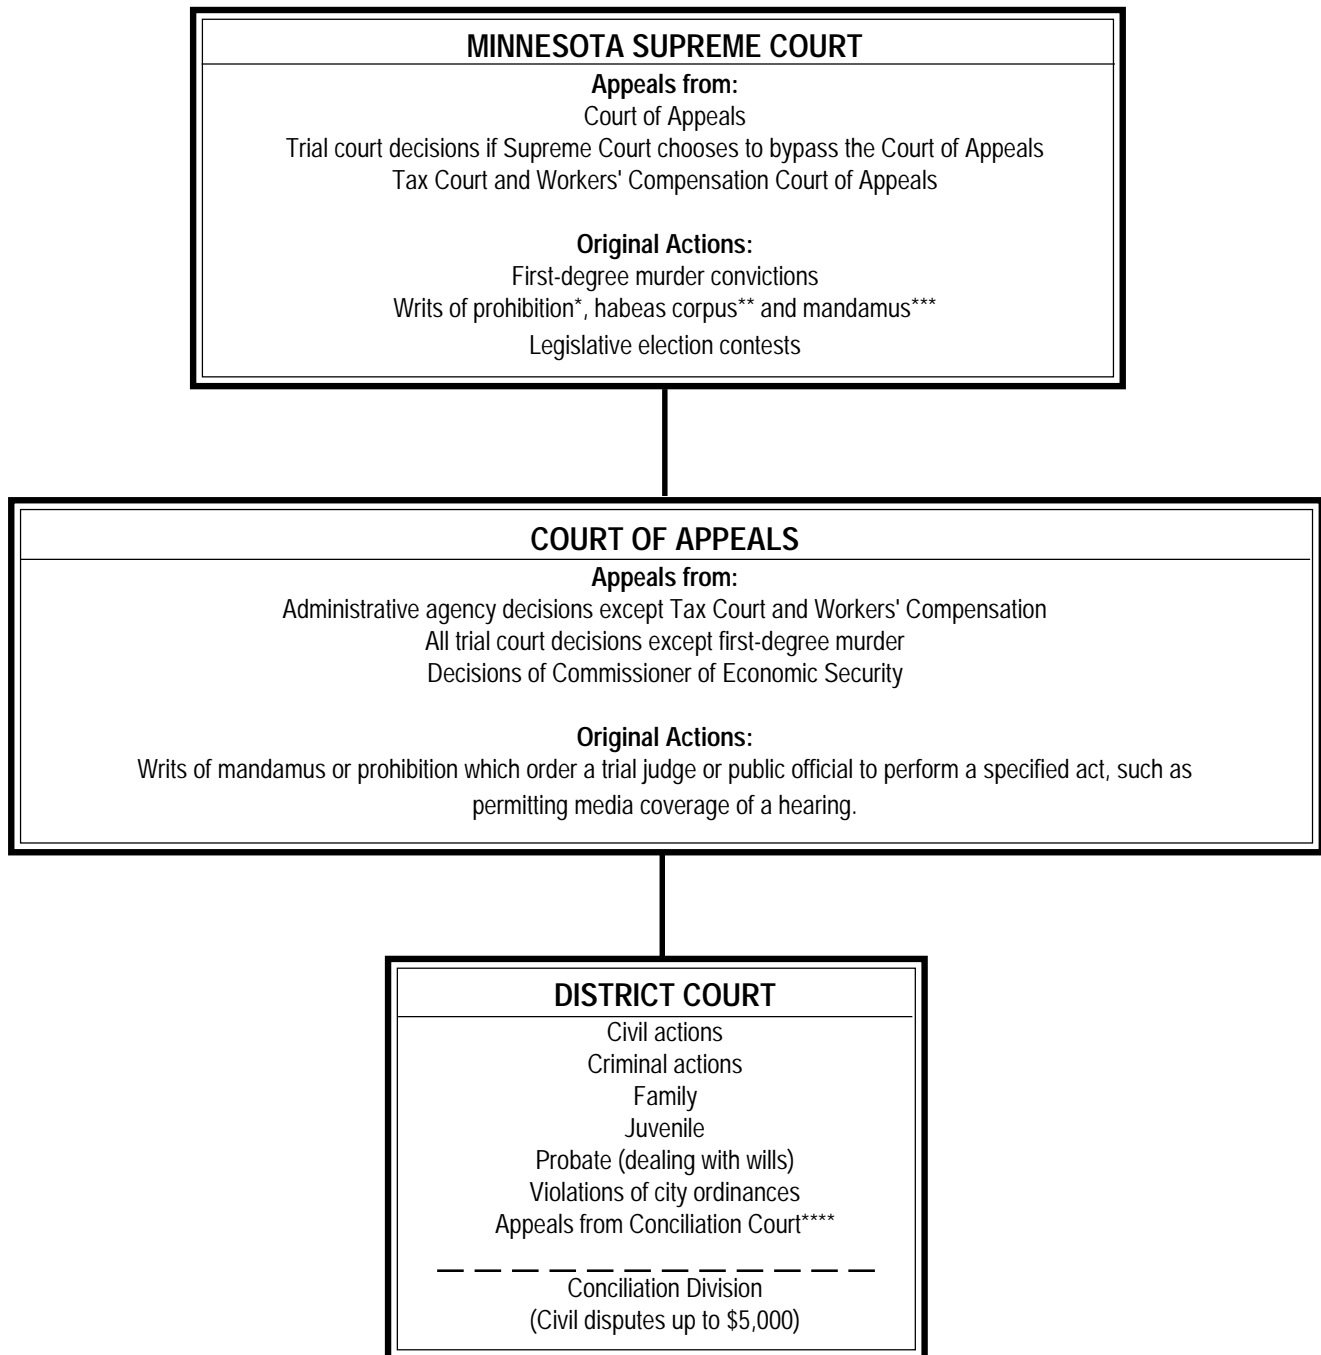 MINNESOTA SUPREME COURT
Appeals from:
Court of Appeals
Trial court decisions if Supreme Court chooses to bypass the Court of Appeals
Tax Court and Workers' Compensation Court of Appeals
Original Actions:
First-degree murder convictions
Writs of prohibition*, habeas corpus** and mandamus***
Legislative election contests
COURT OF APPEALS
Appeals from:
Administrative agency decisions except Tax Court and Workers' Compensation
All trial court decisions except first-degree murder
Decisions of Commissioner of Economic Security
Original Actions:
Writs of mandamus or prohibition which order a trial judge or public official to perform a specified act, such as
permitting media coverage of a hearing.
DISTRICT COURT
Civil actions
Criminal actions
Family
Juvenile
Probate (dealing with wills)
Violations of city ordinances
Appeals from Conciliation Court****
Conciliation Division
(Civil disputes up to $5,000)